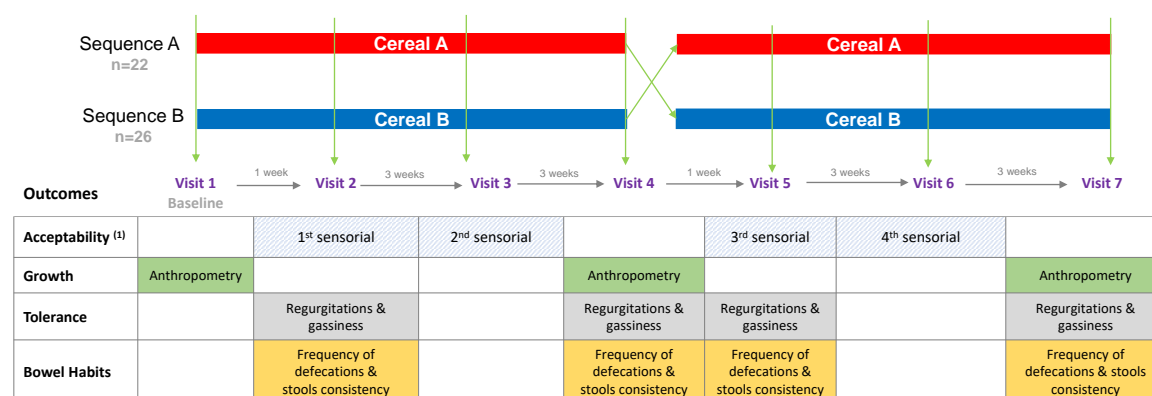 Sequence A
n=22
Cereal A
Cereal A
Sequence B
n=26
Cereal B
Cereal B
Outcomes
Visit 1
Baseline
1 week
Visit 2
3 weeks
Visit 3
3 weeks
Visit 4
1 week
Visit 5
3 weeks
Visit 6
3 weeks
Visit 7
Acceptability (1)
1st sensorial
2nd sensorial
3rd sensorial
4th sensorial
Growth
Anthropometry
Anthropometry
Anthropometry
Tolerance
Regurgitations &
gassiness
Regurgitations &
gassiness
Regurgitations &
gassiness
Regurgitations &
gassiness
Bowel Habits
Frequency of
defecations &
stools consistency
Frequency of
defecations &
stools consistency
Frequency of
defecations &
stools consistency
Frequency of
defecations & stools
consistency